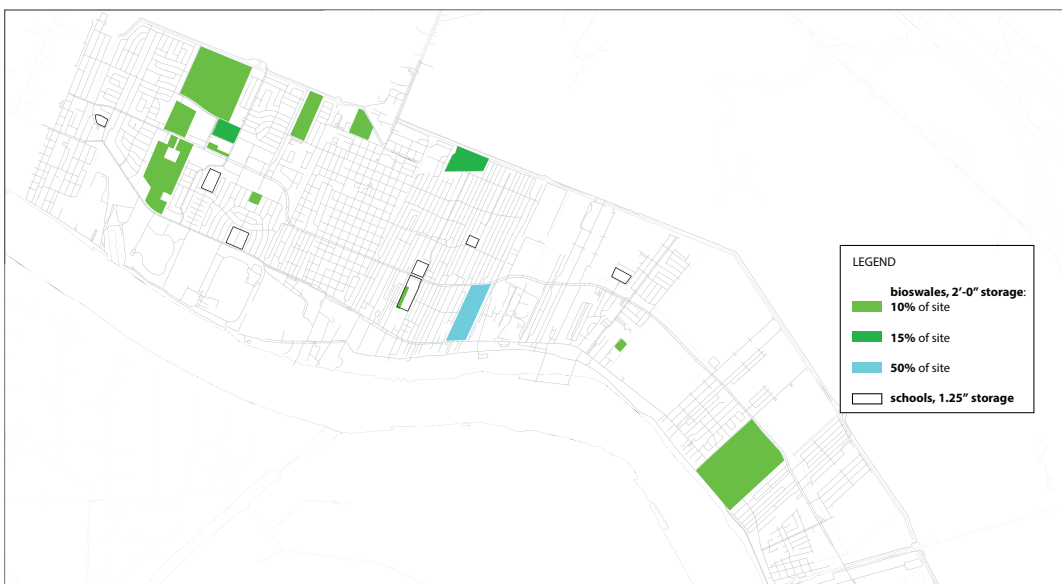 LEGEND
bioswales, 2'-0" storage:
10% of site
15% of site
50% of site
schools, 1.25" storage